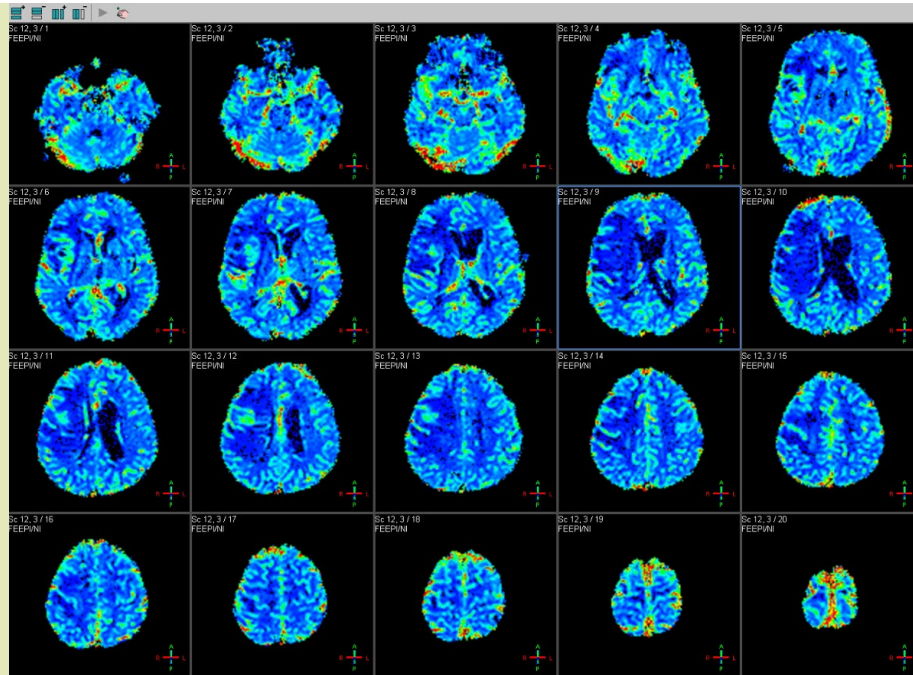 Sc 12, 3 / 1
FEEPI/NI
Sc 12, 3 / 2
FEEPI/NI
Sc 12, 3 / 3
FEEPI/NI
Sc 12, 3 / 4
FEEPI/NI
Sc 12, 3 / 5
FEEPI/NI
A
R L
P
A
R L
P
A
R L
P
A
R L
P
A
R L
P
Sc 12, 3 / 6
FEEPI/NI
Sc 12, 3 / 7
FEEPI/NI
Sc 12, 3 / 8
FEEPI/NI
Sc 12, 3 / 9
FEEPI/NI
Sc 12, 3 / 10
FEEPI/NI
A
R L
P
A
R L
P
A
R L
P
A
R L
P
A
R L
P
Sc 12, 3 / 11
FEEPI/NI
Sc 12, 3 / 12
FEEPI/NI
Sc 12, 3 / 13
FEEPI/NI
Sc 12, 3 / 14
FEEPI/NI
Sc 12, 3 / 15
FEEPI/NI
A
R L
P
A
R L
P
A
R L
P
A
R L
P
A
R L
P
Sc 12, 3 / 16
FEEPI/NI
Sc 12, 3 / 17
FEEPI/NI
Sc 12, 3 / 18
FEEPI/NI
Sc 12, 3 / 19
FEEPI/NI
Sc 12, 3 / 20
FEEPI/NI
A
R L
P
A
R L
P
A
R L
P
A
R L
P
A
R L
P